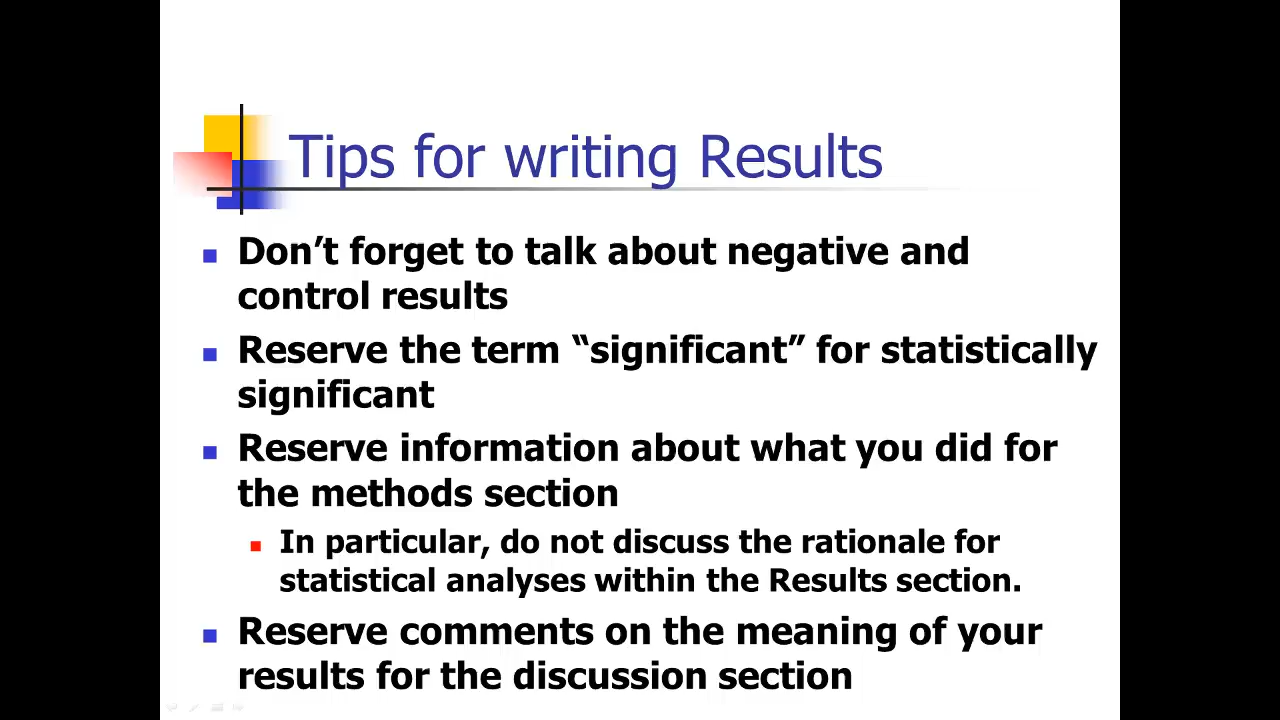 Tips for writing Results
Don’t forget to talk about negative and
control results
Reserve the term “significant” for statistically
significant
Reserve information about what you did for
the methods section
In particular, do not discuss the rationale for
statistical analyses within the Results section.
Reserve comments on the meaning of your
results for the discussion section